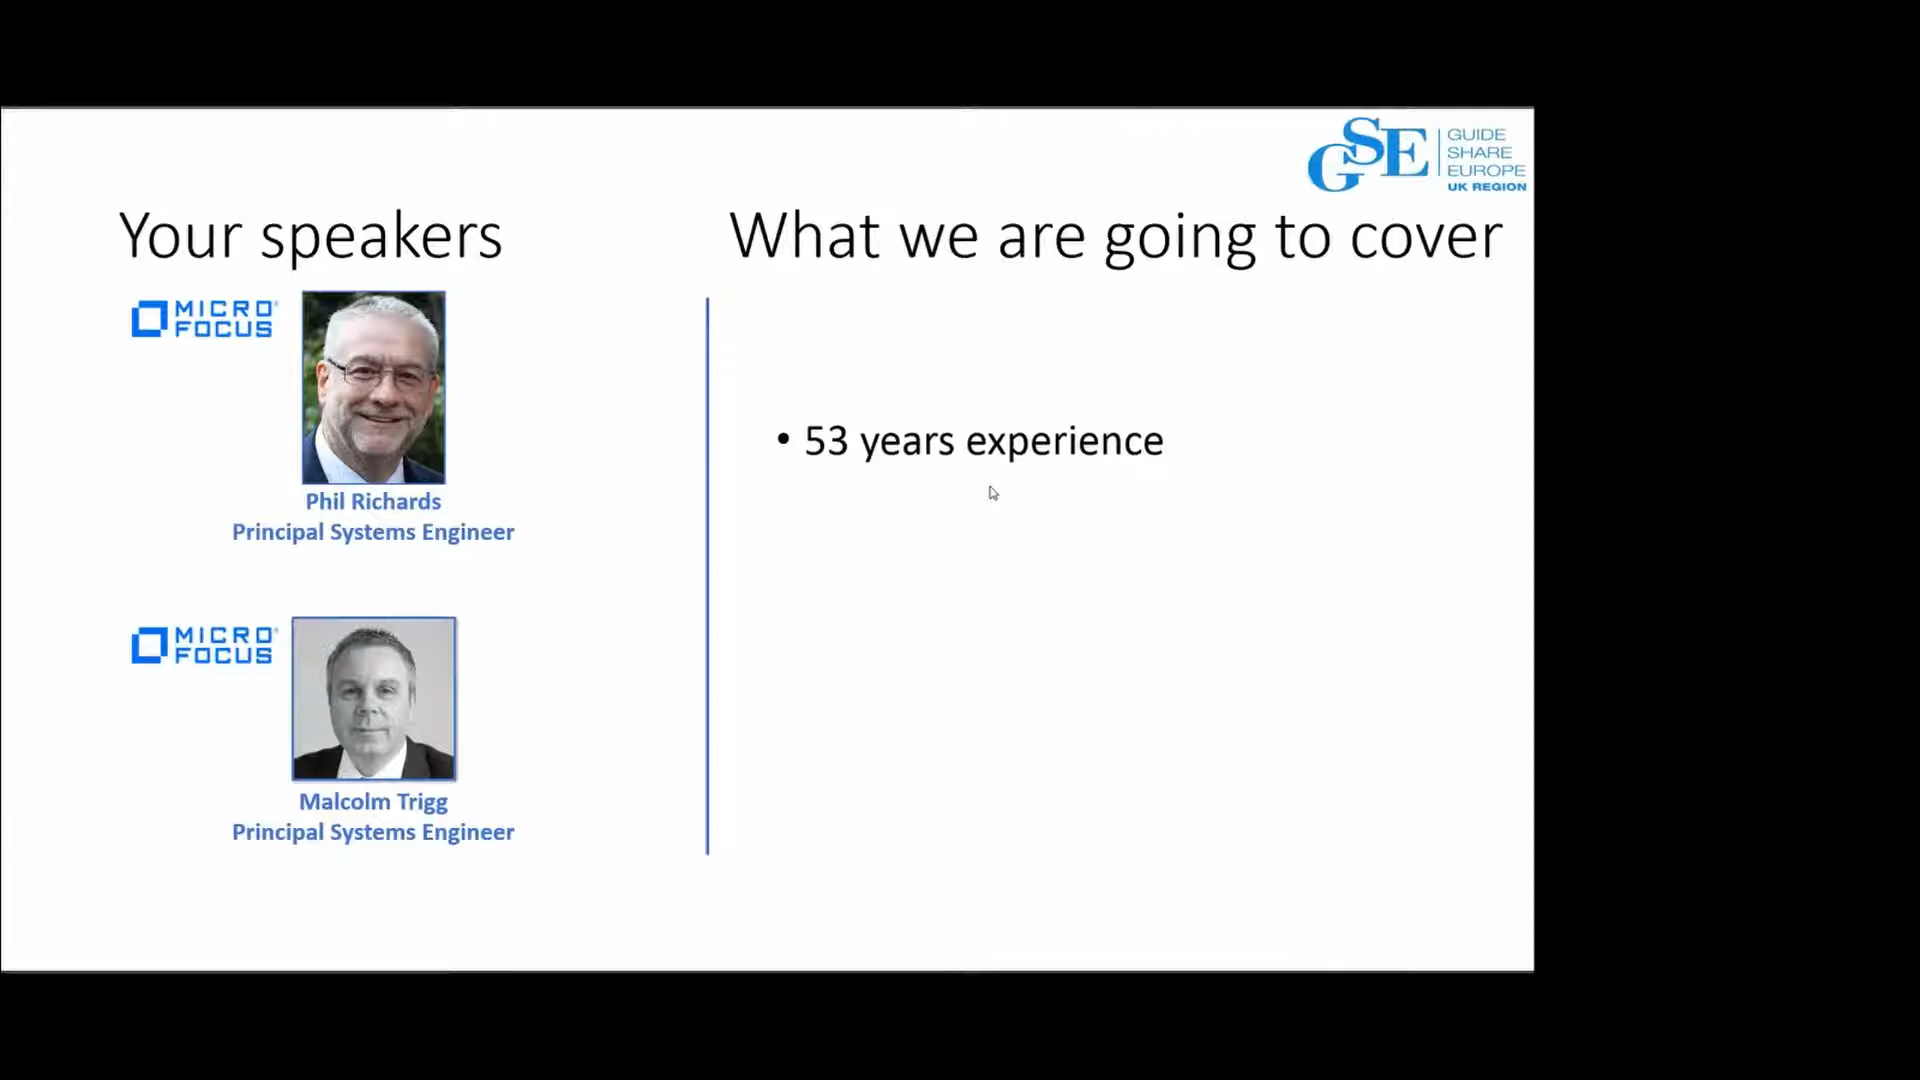 GSE
GUIDE
SHARE
EUROPE
UK REGION
Your speakers
What we are going to cover
MICRO
FOCUS
Phil Richards
Principal Systems Engineer
• 53 years experience
MICRO
FOCUS
Malcolm Trigg
Principal Systems Engineer